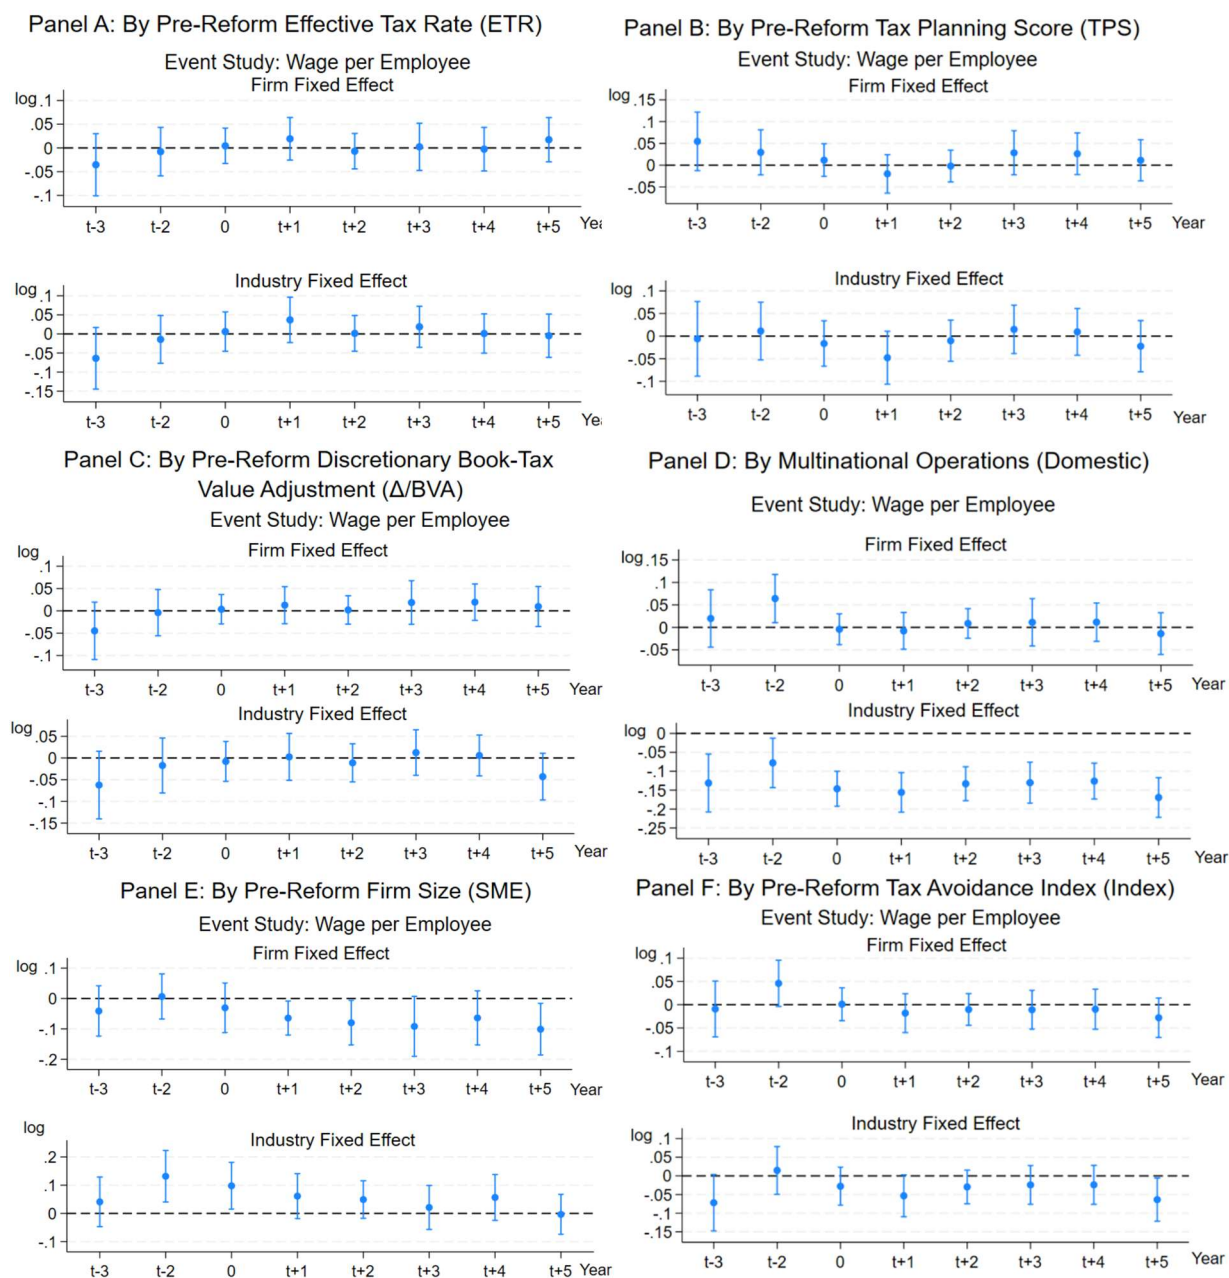 Panel A: By Pre-Reform Effective Tax Rate (ETR)
Event Study: Wage per Employee
Firm Fixed Effect
log
.1
.05
0
-.05
-.1
t-3 t-2 0 t+1 t+2 t+3 t+4 t+5 Yea
Industry Fixed Effect
log
.1
.05
0
-.05
-.1
-.15
t-3 t-2 0 t+1 t+2 t+3 t+4 t+5 Year
Panel B: By Pre-Reform Tax Planning Score (TPS)
Event Study: Wage per Employee
Firm Fixed Effect
log
.15
.1
.05
0
-.05
t-3 t-2 0 t+1 t+2 t+3 t+4 t+5 Year
Industry Fixed Effect
log
.1
.05
0
-.05
-.1
t-3 t-2 0 t+1 t+2 t+3 t+4 t+5 Year
Panel C: By Pre-Reform Discretionary Book-Tax
Value Adjustment (Δ/BVA)
Event Study: Wage per Employee
Firm Fixed Effect
log
.1
.05
0
-.05
-.1
t-3 t-2 0 t+1 t+2 t+3 t+4 t+5 Year
Industry Fixed Effect
log
.05
0
-.05
-.1
-.15
t-3 t-2 0 t+1 t+2 t+3 t+4 t+5 Year
Panel D: By Multinational Operations (Domestic)
Event Study: Wage per Employee
Firm Fixed Effect
log
.15
.1
.05
0
-.05
t-3 t-2 0 t+1 t+2 t+3 t+4 t+5 Year
Industry Fixed Effect
log
0
-.05
-.1
-.15
-.2
-.25
t-3 t-2 0 t+1 t+2 t+3 t+4 t+5 Year
Panel E: By Pre-Reform Firm Size (SME)
Event Study: Wage per Employee
Firm Fixed Effect
log
.1
0
-.1
-.2
t-3 t-2 0 t+1 t+2 t+3 t+4 t+5 Year
Industry Fixed Effect
log
.2
.1
0
-.1
t-3 t-2 0 t+1 t+2 t+3 t+4 t+5 Year
Panel F: By Pre-Reform Tax Avoidance Index (Index)
Event Study: Wage per Employee
Firm Fixed Effect
log
.1
.05
0
-.05
-.1
t-3 t-2 0 t+1 t+2 t+3 t+4 t+5 Year
Industry Fixed Effect
log
.1
.05
0
-.05
-.1
-.15
t-3 t-2 0 t+1 t+2 t+3 t+4 t+5 Year